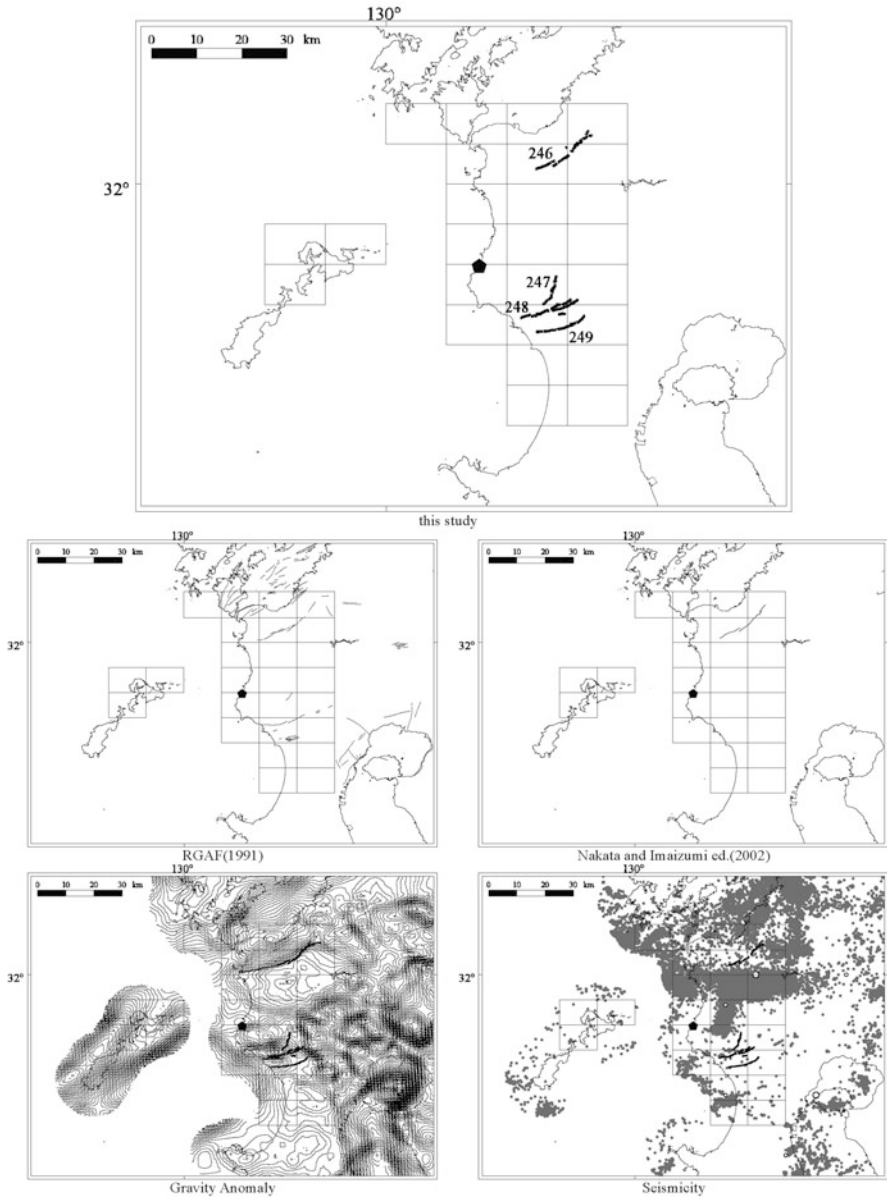 130°
0 10 20 30 km
246
32°
247
248
249
this study
130°
0 10 20 30 km
32°
RGAF(1991)
130°
0 10 20 30 km
32°
Nakata and Imaizumi ed.(2002)
130°
0 10 20 30 km
32°
Gravity Anomaly
130°
0 10 20 30 km
32°
Seismicity